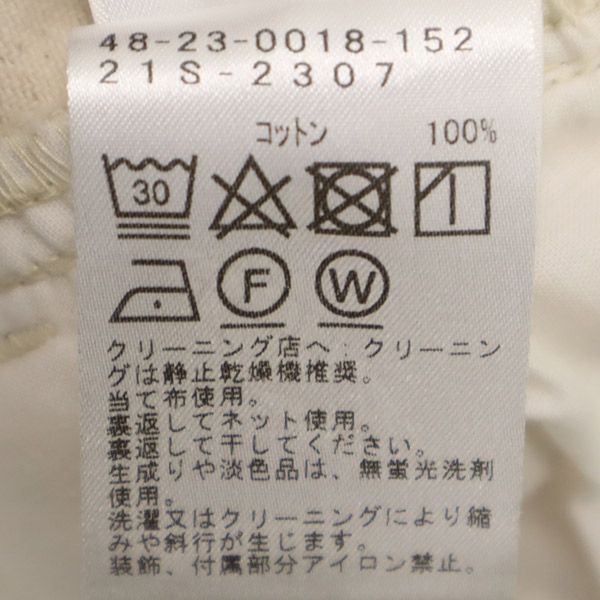 48-23-0018-152
21S-2307
コットン 100%
30
F W
クリーニング店へ：クリーニン
グは静止乾燥機推奨。
当て布使用。
裏返してネット使用。
裏返して干してください。
生成りや淡色品は、無蛍光洗剤
使用。
洗濯又はクリーニングにより縮
みや斜行が生じます。
装飾、付属部分アイロン禁止。